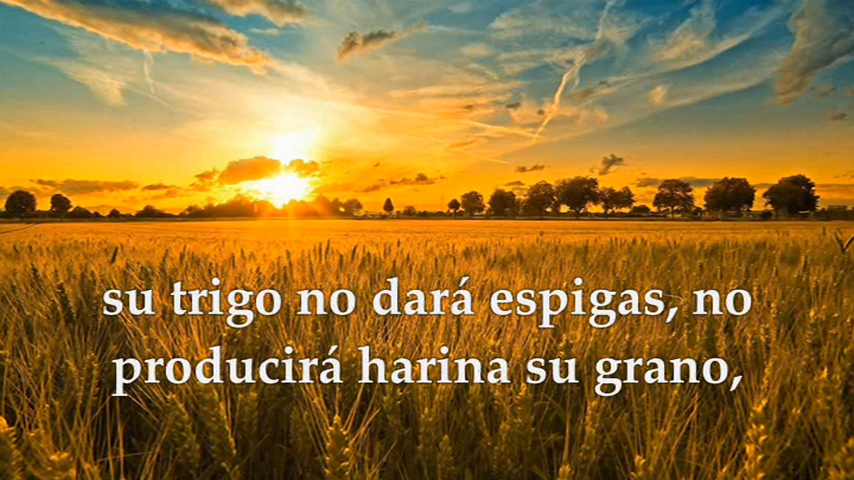 su trigo no dará espigas, no
producirá harina su grano,